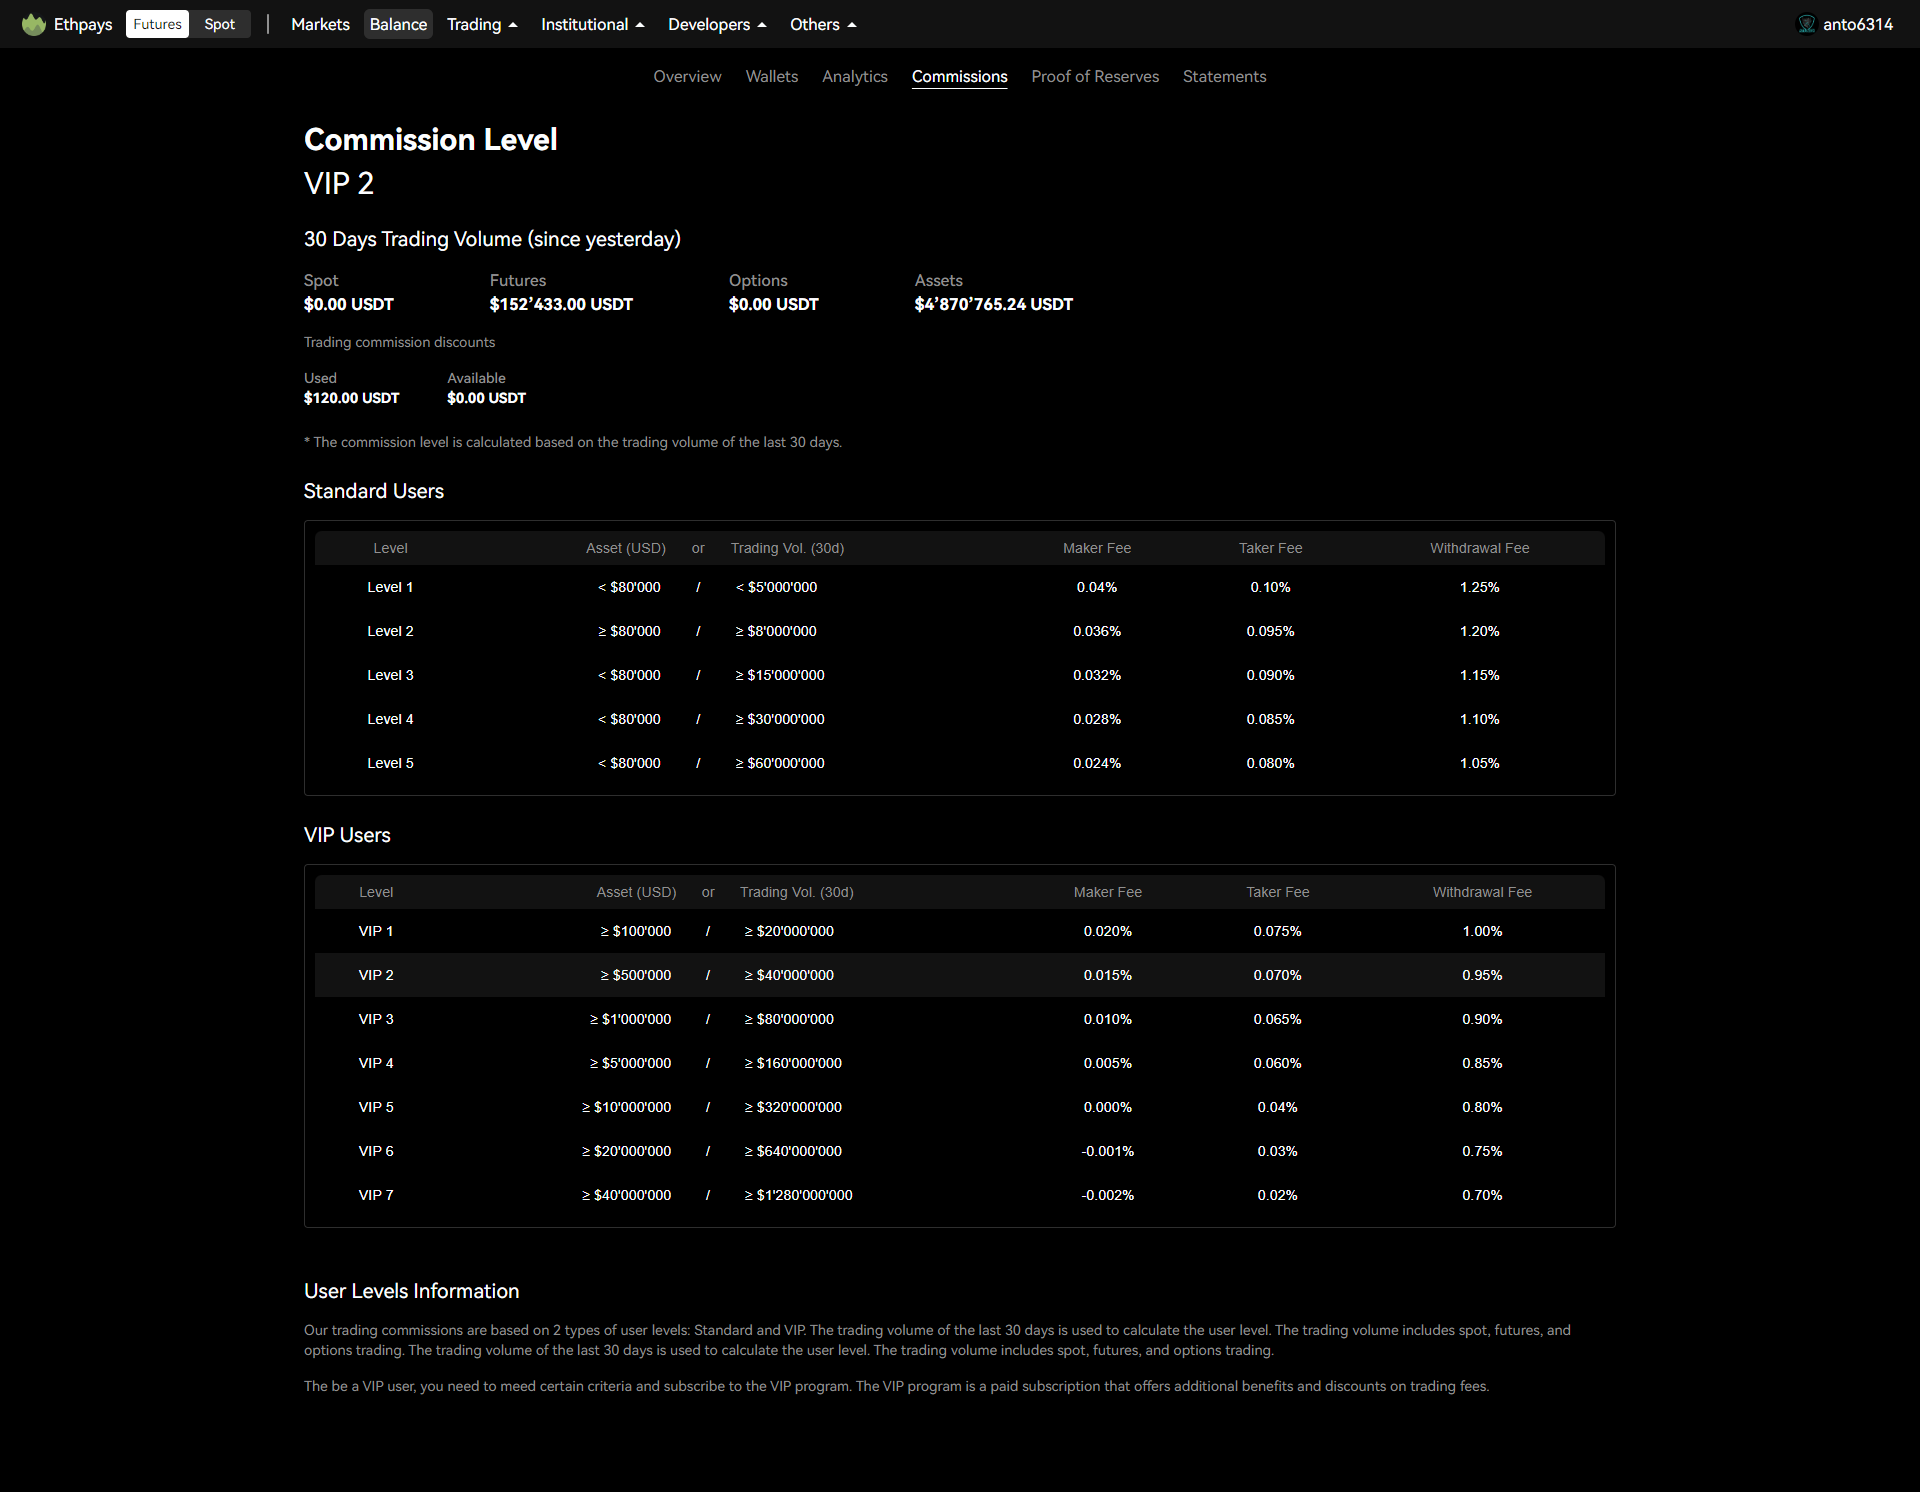 Ethpays Futures Spot | Markets Balance Trading Institutional Developers Others anto6314
Overview Wallets Analytics Commissions Proof of Reserves Statements
Commission Level
VIP 2
30 Days Trading Volume (since yesterday)
Spot Futures Options Assets
$0.00 USDT $152’433.00 USDT $0.00 USDT $4’870’765.24 USDT
Trading commission discounts
Used Available
$120.00 USDT $0.00 USDT
* The commission level is calculated based on the trading volume of the last 30 days.
Standard Users
Level Asset (USD) or Trading Vol. (30d) Maker Fee Taker Fee Withdrawal Fee
Level 1 < $80'000 / < $5'000'000 0.04% 0.10% 1.25%
Level 2 ≥ $80'000 / ≥ $8'000'000 0.036% 0.095% 1.20%
Level 3 < $80'000 / ≥ $15'000'000 0.032% 0.090% 1.15%
Level 4 < $80'000 / ≥ $30'000'000 0.028% 0.085% 1.10%
Level 5 < $80'000 / ≥ $60'000'000 0.024% 0.080% 1.05%
VIP Users
Level Asset (USD) or Trading Vol. (30d) Maker Fee Taker Fee Withdrawal Fee
VIP 1 ≥ $100'000 / ≥ $20'000'000 0.020% 0.075% 1.00%
VIP 2 ≥ $500'000 / ≥ $40'000'000 0.015% 0.070% 0.95%
VIP 3 ≥ $1'000'000 / ≥ $80'000'000 0.010% 0.065% 0.90%
VIP 4 ≥ $5'000'000 / ≥ $160'000'000 0.005% 0.060% 0.85%
VIP 5 ≥ $10'000'000 / ≥ $320'000'000 0.000% 0.04% 0.80%
VIP 6 ≥ $20'000'000 / ≥ $640'000'000 -0.001% 0.03% 0.75%
VIP 7 ≥ $40'000'000 / ≥ $1'280'000'000 -0.002% 0.02% 0.70%
User Levels Information
Our trading commissions are based on 2 types of user levels: Standard and VIP. The trading volume of the last 30 days is used to calculate the user level. The trading volume includes spot, futures, and
options trading. The trading volume of the last 30 days is used to calculate the user level. The trading volume includes spot, futures, and options trading.
The be a VIP user, you need to meed certain criteria and subscribe to the VIP program. The VIP program is a paid subscription that offers additional benefits and discounts on trading fees.